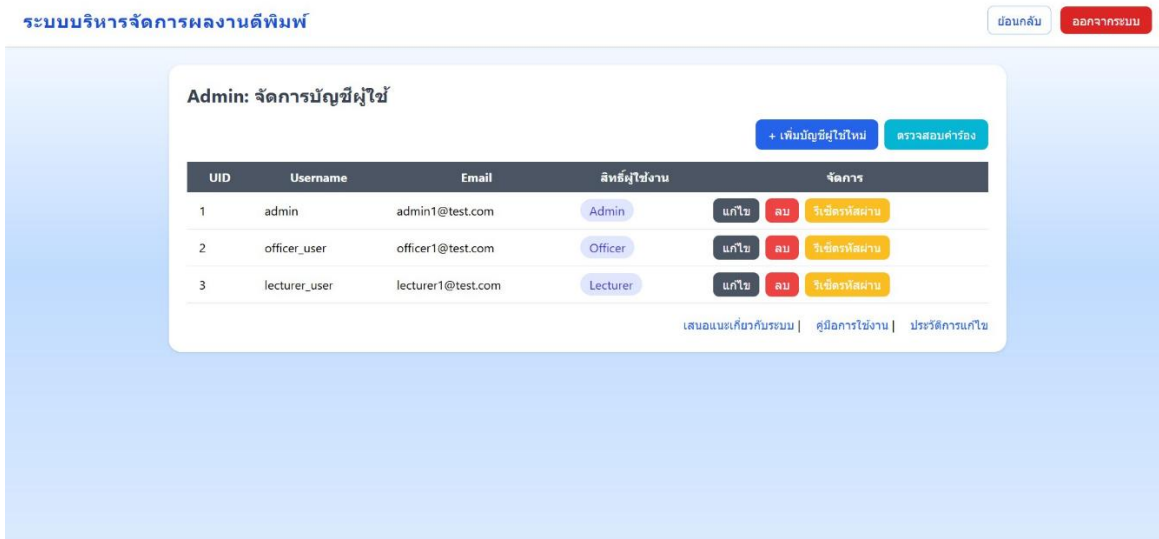 ระบบบริหารจัดการผลงานตีพิมพ์ ย้อนกลับ ออกจากระบบ
Admin: จัดการบัญชีผู้ใช้
+ เพิ่มบัญชีผู้ใช้ใหม่ ตรวจสอบคำร้อง
UID Username Email สิทธิ์ผู้ใช้งาน จัดการ
1 admin admin1@test.com Admin แก้ไข ลบ รีเซ็ตรหัสผ่าน
2 officer_user officer1@test.com Officer แก้ไข ลบ รีเซ็ตรหัสผ่าน
3 lecturer_user lecturer1@test.com Lecturer แก้ไข ลบ รีเซ็ตรหัสผ่าน
เสนอแนะเกี่ยวกับระบบ | คู่มือการใช้งาน | ประวัติการแก้ไข